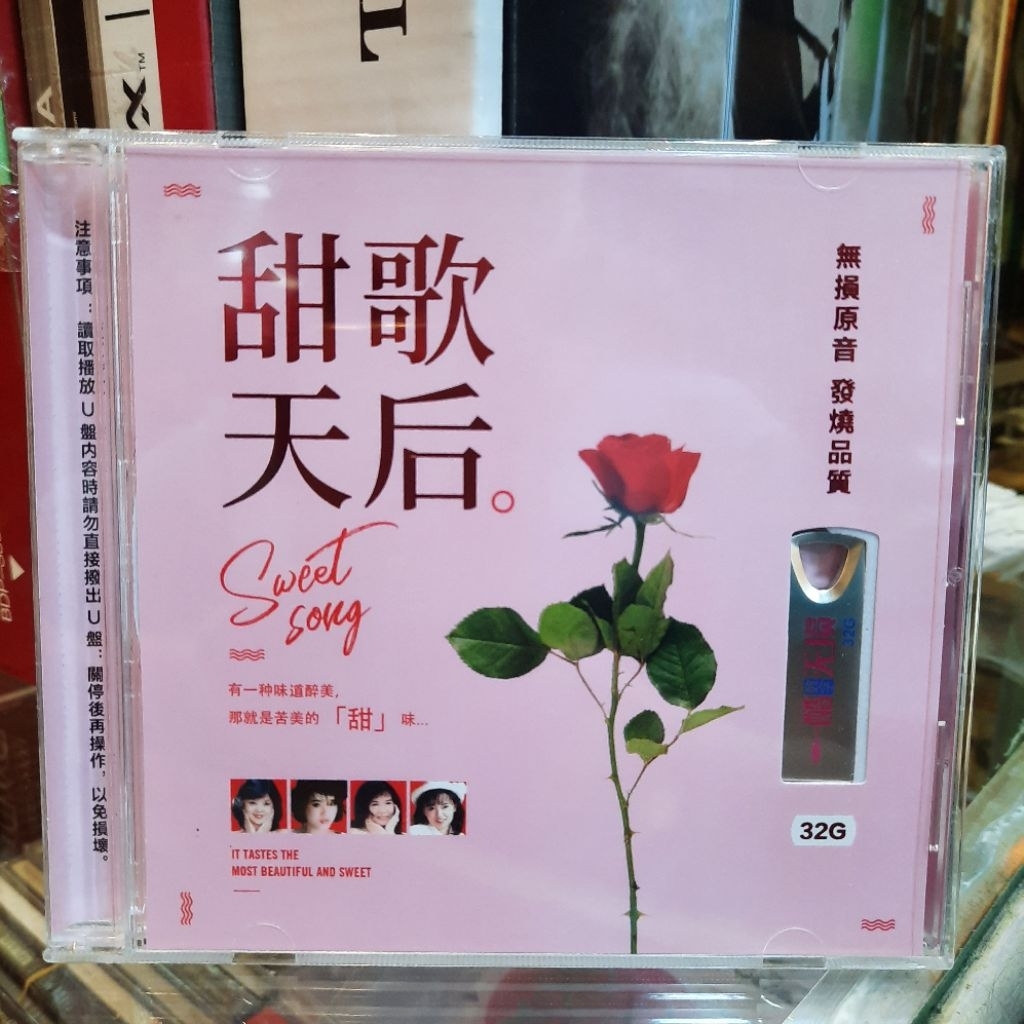 注意事項：讀取播放U盤内容時請勿直接撥出U盤：關停後再操作，以免損壞。
甜歌
天后。
Sweet
song
有一种味道醉美,
那就是苦美的「甜」味...
IT TASTES THE
MOST BEAUTIFUL AND SWEET
無損原音 發燒品質
32G
32G